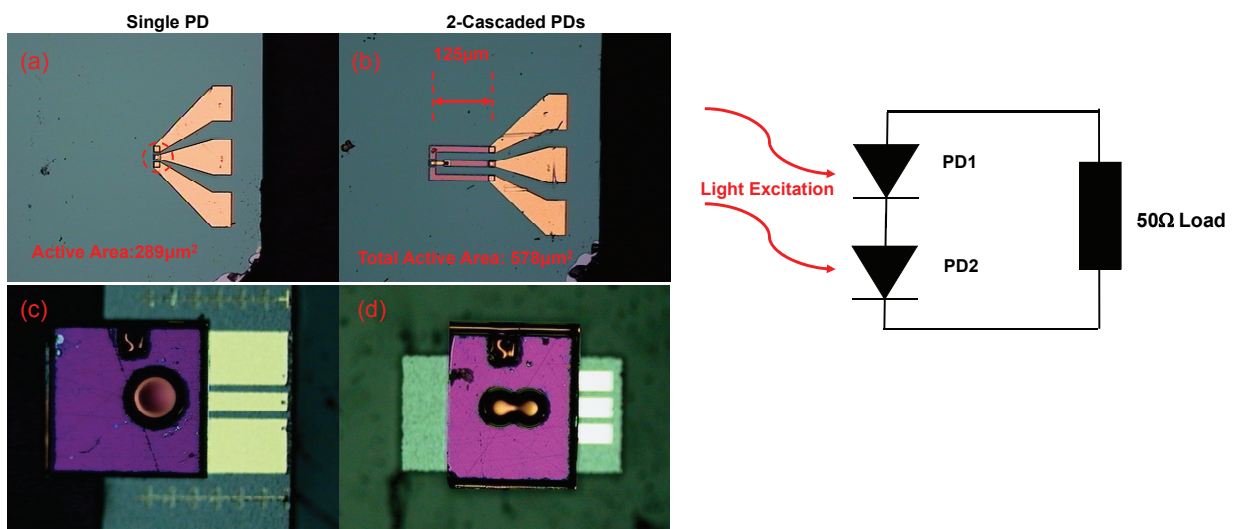 Single PD
2-Cascaded PDs
(a)
Active Area:289μm²
(b)
125μm
Total Active Area: 578μm²
(c)
(d)
Light Excitation
PD1
PD2
50Ω Load